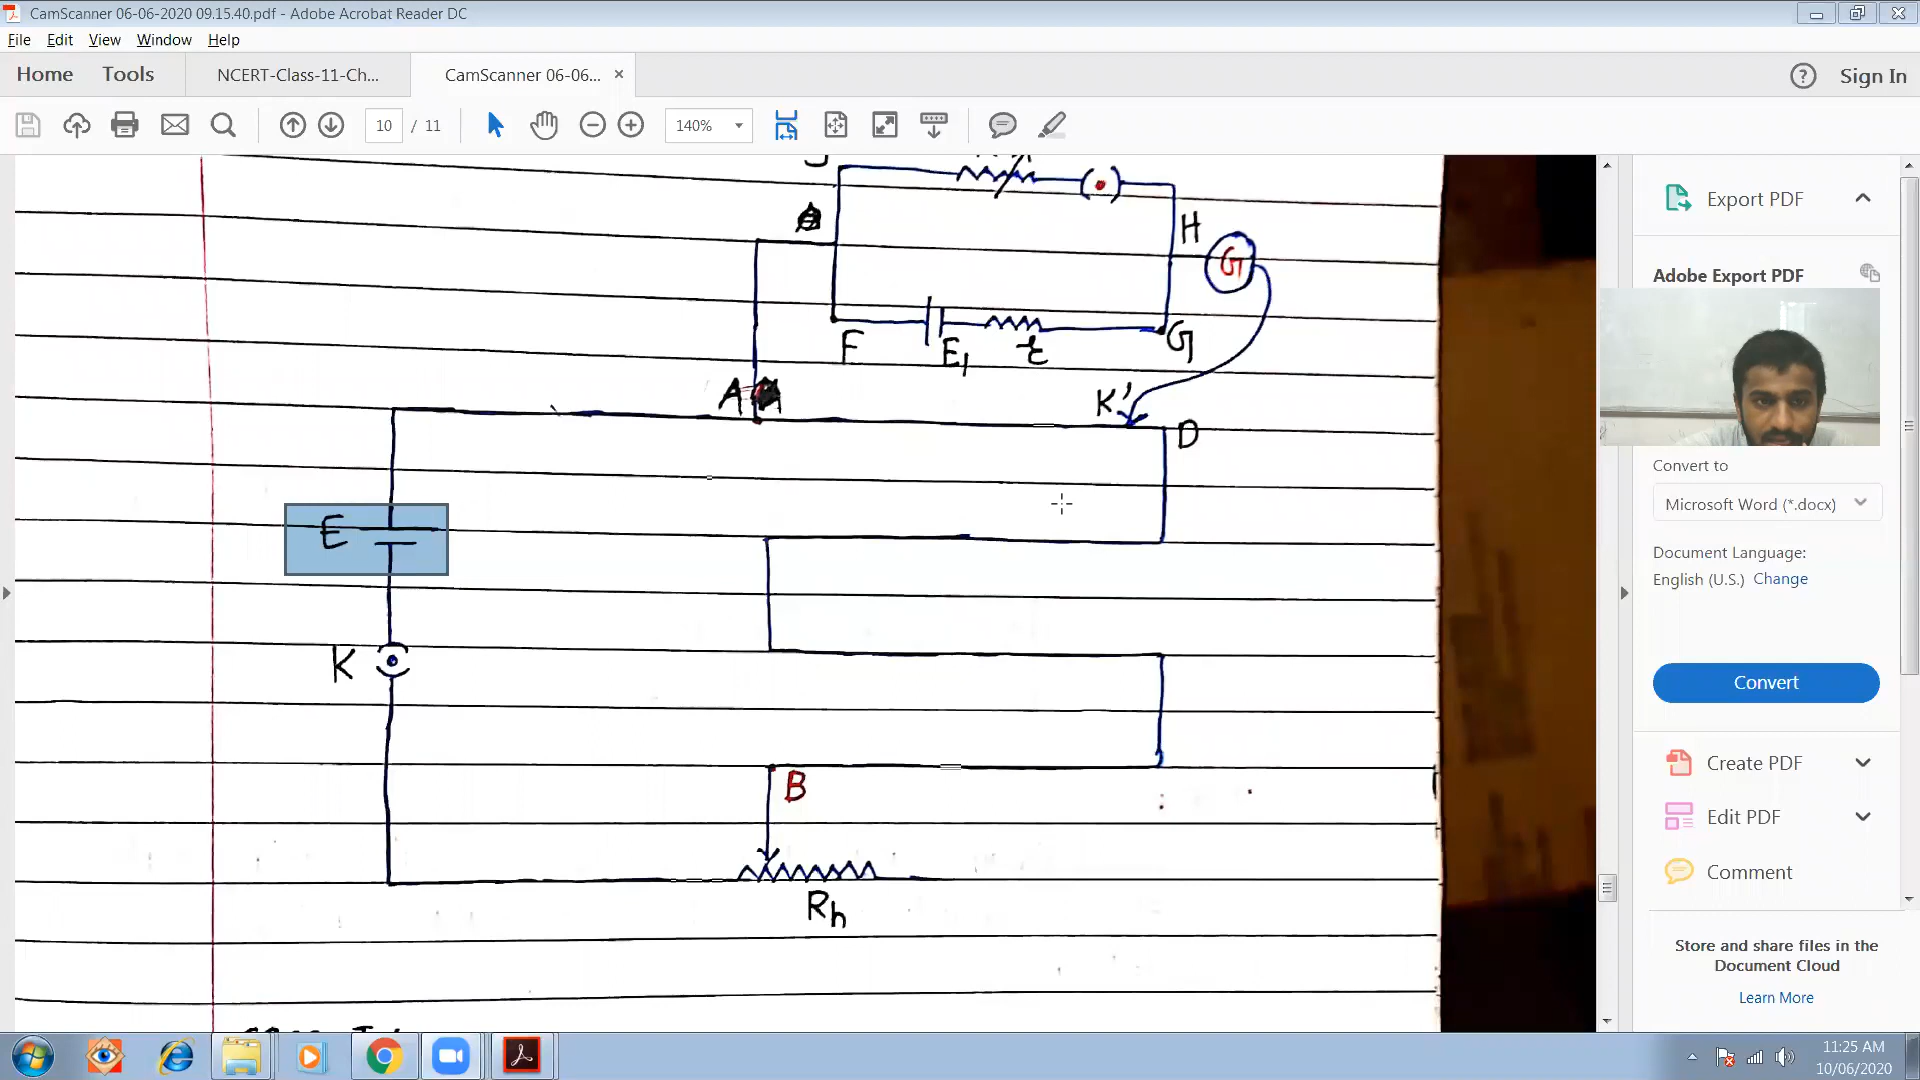 CamScanner 06-06-2020 09.15.40.pdf - Adobe Acrobat Reader DC
File Edit View Window Help
Home Tools NCERT-Class-11-Ch... CamScanner 06-06... ×
10 / 11 140%
? Sign In
H
G
F E1 r G
A K' D
E
K
B
Rh
Export PDF
Adobe Export PDF
Convert to
Microsoft Word (*.docx)
Document Language:
English (U.S.) Change
Convert
Create PDF
Edit PDF
Comment
Store and share files in the
Document Cloud
Learn More
11:25 AM
10/06/2020